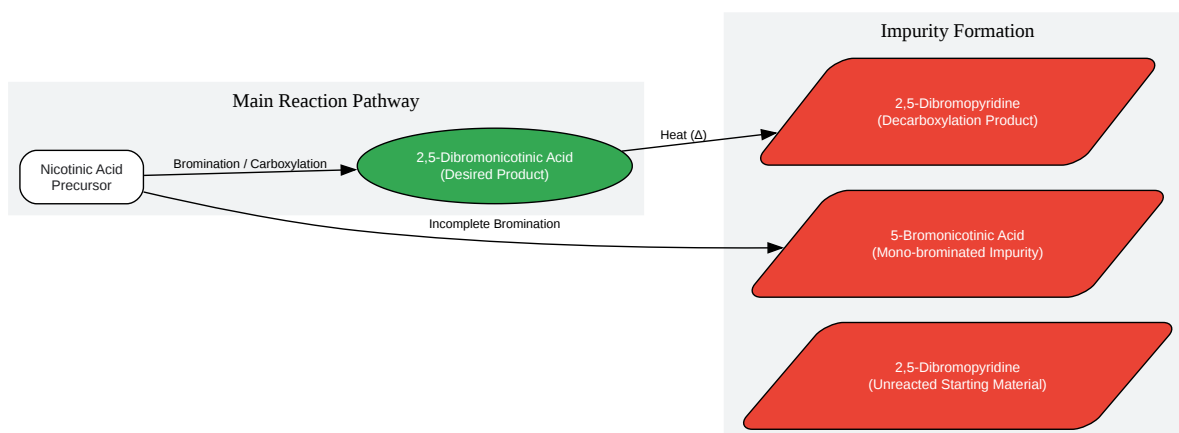 Impurity Formation
Main Reaction Pathway
Nicotinic Acid
Precursor
Bromination / Carboxylation
2,5-Dibromonicotinic Acid
(Desired Product)
Heat (Δ)
2,5-Dibromopyridine
(Decarboxylation Product)
Incomplete Bromination
5-Bromonicotinic Acid
(Mono-brominated Impurity)
2,5-Dibromopyridine
(Unreacted Starting Material)